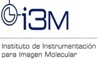 i3M
Instituto de Instrumentación
para Imagen Molecular